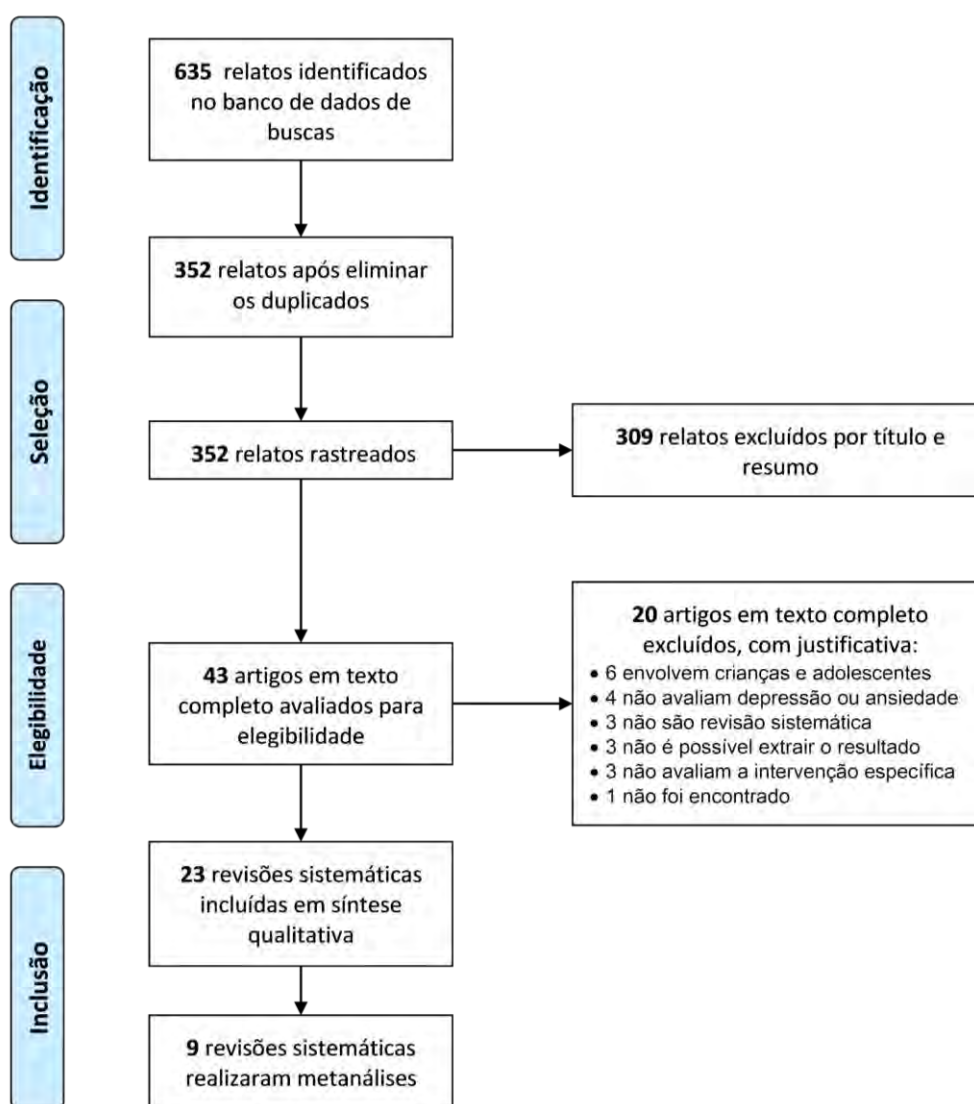 Identificação
635 relatos identificados
no banco de dados de
buscas
352 relatos após eliminar
os duplicados
Seleção
352 relatos rastreados
309 relatos excluídos por título e
resumo
Elegibilidade
43 artigos em texto
completo avaliados para
elegibilidade
20 artigos em texto completo
excluídos, com justificativa:
• 6 envolvem crianças e adolescentes
• 4 não avaliam depressão ou ansiedade
• 3 não são revisão sistemática
• 3 não é possível extrair o resultado
• 3 não avaliam a intervenção específica
• 1 não foi encontrado
Inclusão
23 revisões sistemáticas
incluídas em síntese
qualitativa
9 revisões sistemáticas
realizaram metanálises